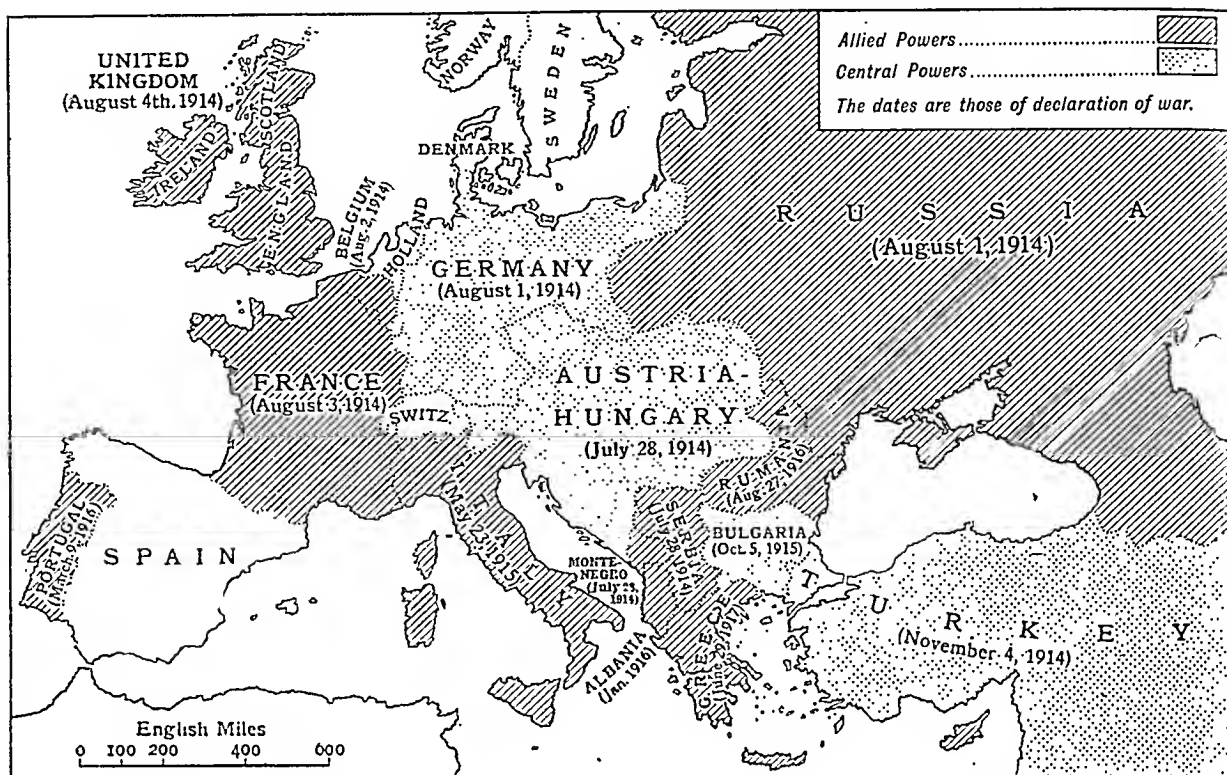 UNITED
KINGDOM
(August 4th. 1914)
SCOTLAND
IRELAND
ENGLAND
NORWAY
SWEDEN
DENMARK
Allied Powers
Central Powers
The dates are those of declaration of war.
BELGIUM
(Aug. 2, 1914)
HOLLAND
GERMANY
(August 1, 1914)
RUSSIA
(August 1, 1914)
FRANCE
(August 3, 1914)
SWITZ
AUSTRIA-
HUNGARY
(July 28, 1914)
RUMANIA
(Aug. 27, 1916)
ITALY
(May 23, 1915)
SERBIA
(July 28, 1914)
BULGARIA
(Oct. 5, 1915)
MONTE-
NEGRO
(July 28,
1914)
PORTUGAL
(March 9, 1916)
SPAIN
ALBANIA
(Jan. 1916)
GREECE
(June 29, 1917)
TURKEY
(November 4, 1914)
English Miles
0 100 200 400 600